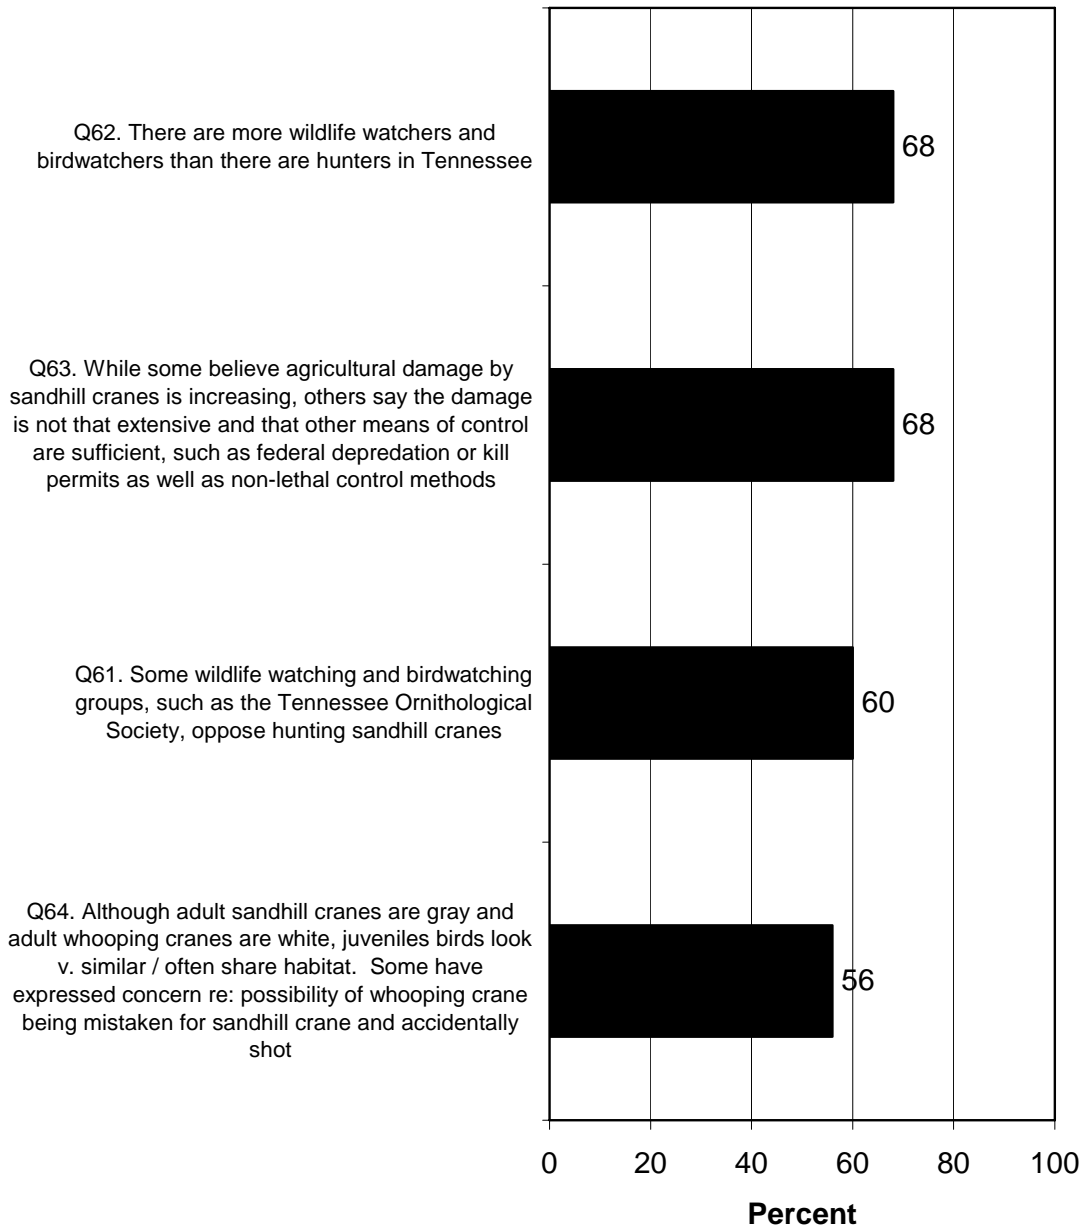 Q62. There are more wildlife watchers and
birdwatchers than there are hunters in Tennessee
68
Q63. While some believe agricultural damage by
sandhill cranes is increasing, others say the damage
is not that extensive and that other means of control
are sufficient, such as federal depredation or kill
permits as well as non-lethal control methods
68
Q61. Some wildlife watching and birdwatching
groups, such as the Tennessee Ornithological
Society, oppose hunting sandhill cranes
60
Q64. Although adult sandhill cranes are gray and
adult whooping cranes are white, juveniles birds look
v. similar / often share habitat.  Some have
expressed concern re: possibility of whooping crane
being mistaken for sandhill crane and accidentally
shot
56
0 20 40 60 80 100
Percent